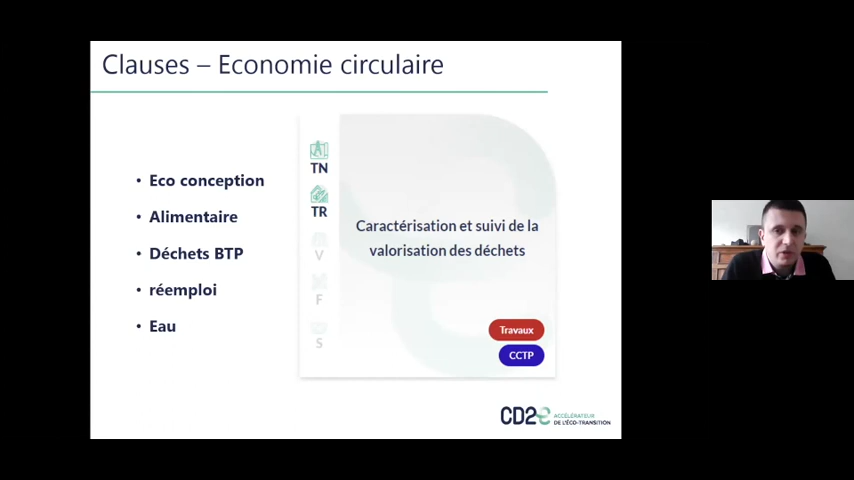 Clauses – Economie circulaire
• Eco conception
• Alimentaire
• Déchets BTP
• réemploi
• Eau
TN
TR
V
F
S
Caractérisation et suivi de la
valorisation des déchets
Travaux
CCTP
CD2e ACCÉLÉRATEUR
DE L'ÉCO-TRANSITION